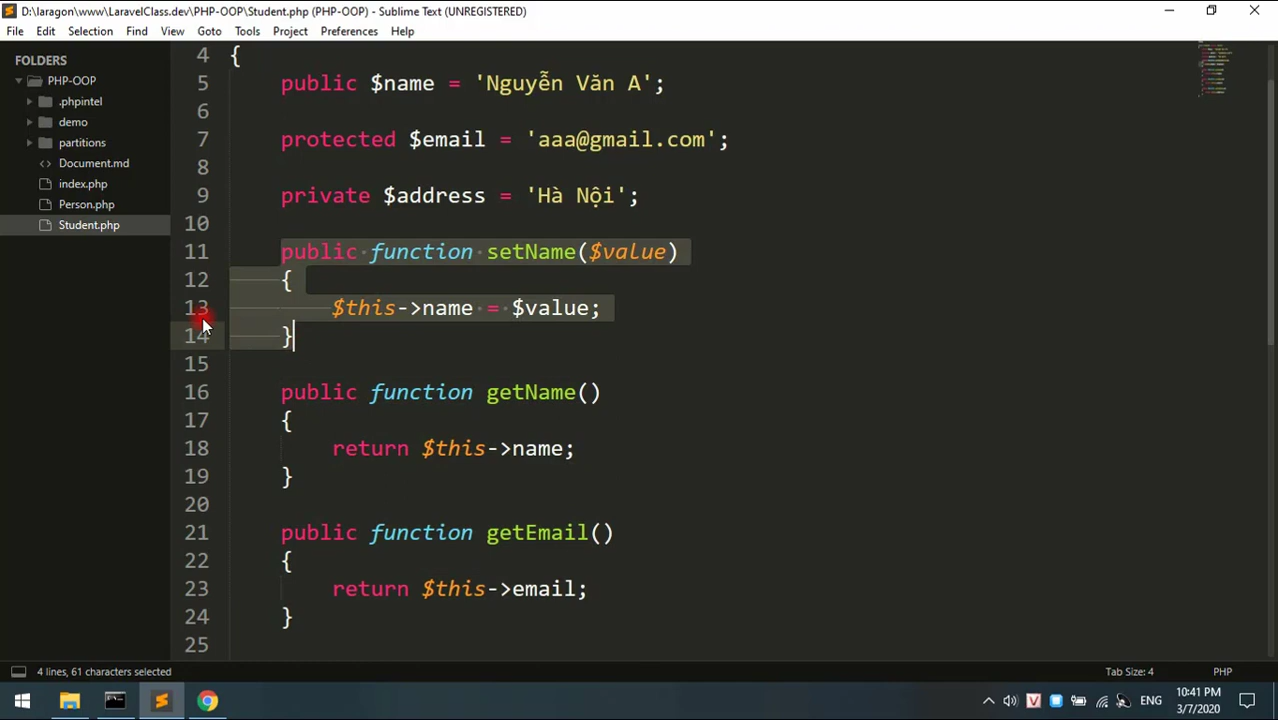 D:\laragon\www\LaravelClass.dev\PHP-OOP\Student.php (PHP-OOP) - Sublime Text (UNREGISTERED)
File Edit Selection Find View Goto Tools Project Preferences Help
FOLDERS
PHP-OOP
.phpintel
demo
partitions
Document.md
index.php
Person.php
Student.php
4 {
5 public $name = 'Nguyễn Văn A';
6
7 protected $email = 'aaa@gmail.com';
8
9 private $address = 'Hà Nội';
10
11 public function setName($value)
12 {
13 $this->name = $value;
14 }
15
16 public function getName()
17 {
18 return $this->name;
19 }
20
21 public function getEmail()
22 {
23 return $this->email;
24 }
25
4 lines, 61 characters selected Tab Size: 4 PHP
ENG
10:41 PM
3/7/2020